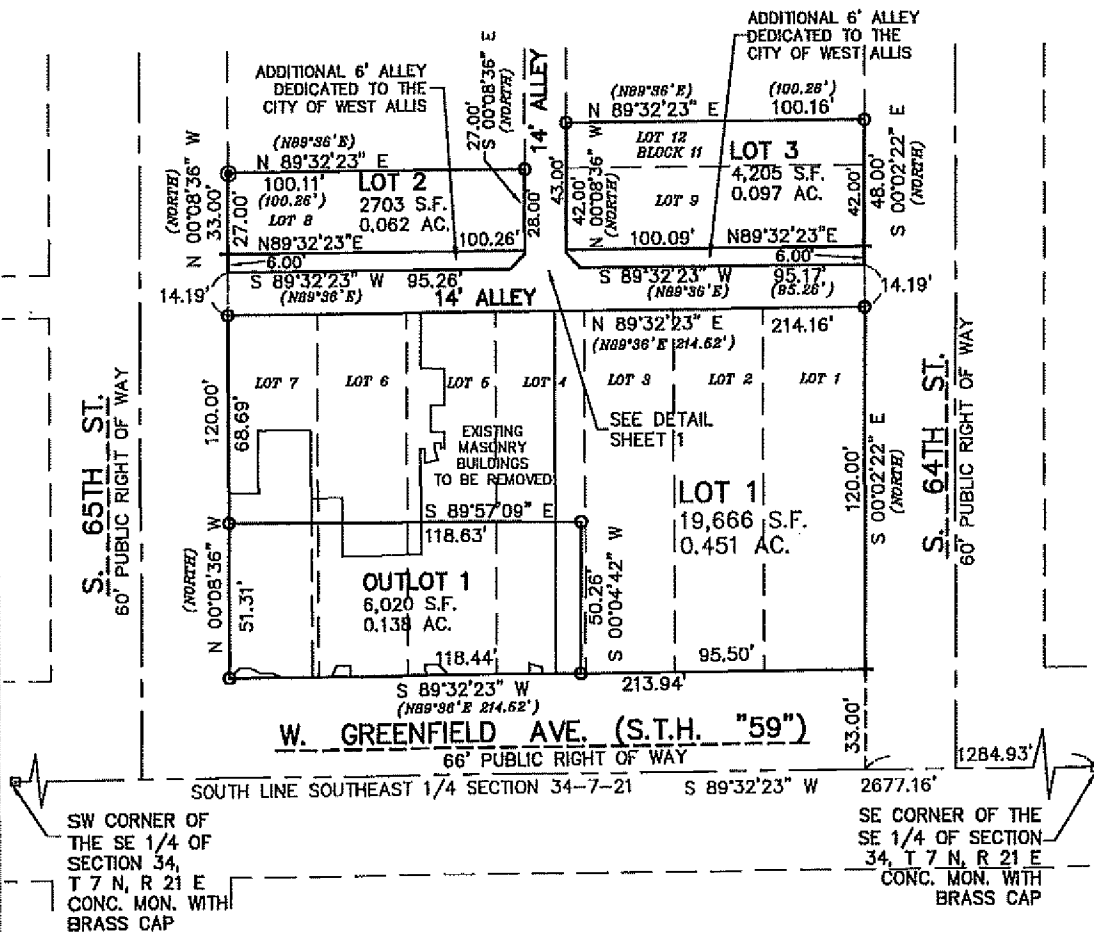 ADDITIONAL 6' ALLEY
DEDICATED TO THE
CITY OF WEST ALLIS
ADDITIONAL 6' ALLEY
DEDICATED TO THE
CITY OF WEST ALLIS
27.00'
S 00°08'36" E
(NORTH)
14' ALLEY
(N89°36'E)
N 89°32'23" E
100.11'
(100.26')
LOT 2
2703 S.F.
0.062 AC.
LOT 8
(NORTH)
N 00°08'36" W
33.00'
27.00'
28.00'
N89°32'23"E
100.26'
6.00'
S 89°32'23" W
95.26'
(N89°36'E)
14.19'
14' ALLEY
(N89°36'E)
(100.26')
N 89°32'23" E
100.16'
LOT 12
BLOCK 11
LOT 3
4,205 S.F.
0.097 AC.
LOT 9
43.00'
42.00'
N 00°08'36" W
(NORTH)
42.00'
48.00'
S 00°02'22" E
(NORTH)
100.09'
N89°32'23"E
6.00'
S 89°32'23" W
95.17'
(N89°36'E)
(95.26')
14.19'
N 89°32'23" E
214.16'
(N89°36'E 214.52')
LOT 7
LOT 6
LOT 5
LOT 4
LOT 3
LOT 2
LOT 1
120.00'
68.69'
EXISTING
MASONRY
BUILDINGS
TO BE REMOVED
SEE DETAIL
SHEET 1
S. 65TH ST.
60' PUBLIC RIGHT OF WAY
S. 64TH ST.
60' PUBLIC RIGHT OF WAY
120.00'
S 00°02'22" E
(NORTH)
LOT 1
19,666 S.F.
0.451 AC.
S 89°57'09" E
118.63'
OUTLOT 1
6,020 S.F.
0.138 AC.
(NORTH)
N 00°08'36" W
51.31'
50.26'
S 00°04'42" W
118.44'
95.50'
S 89°32'23" W
213.94'
(N89°36'E 214.52')
W. GREENFIELD AVE. (S.T.H. "59")
66' PUBLIC RIGHT OF WAY
33.00'
1284.93'
SOUTH LINE SOUTHEAST 1/4 SECTION 34-7-21
S 89°32'23" W
2677.16'
SW CORNER OF
THE SE 1/4 OF
SECTION 34,
T 7 N, R 21 E
CONC. MON. WITH
BRASS CAP
SE CORNER OF THE
SE 1/4 OF SECTION
34, T 7 N, R 21 E
CONC. MON. WITH
BRASS CAP